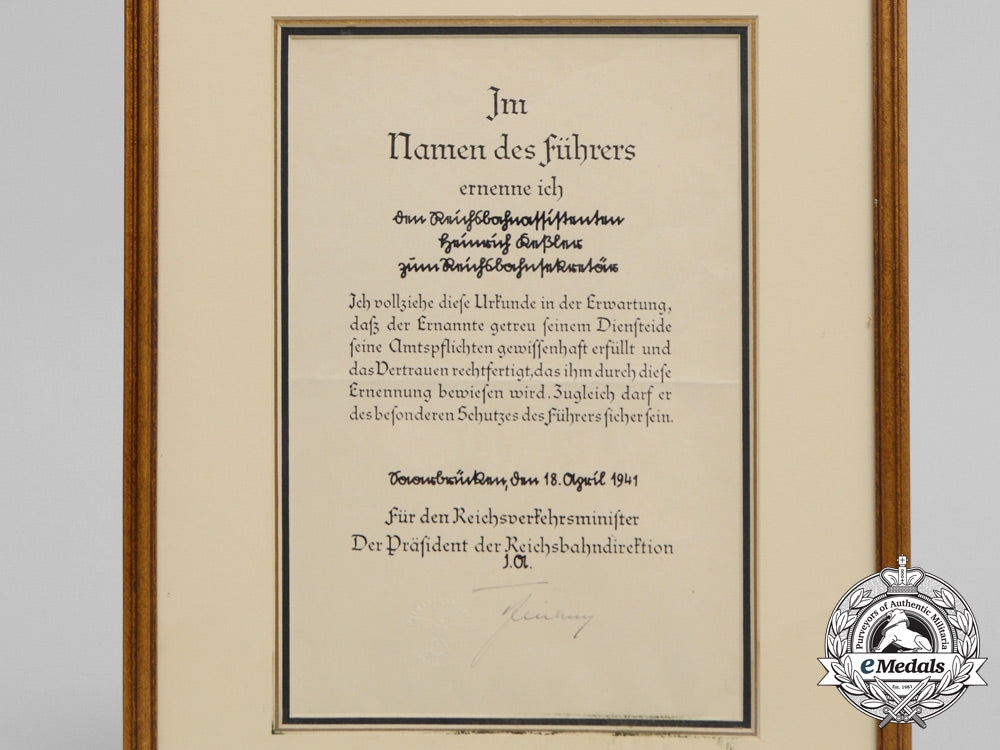 Im
Namen des Führers
ernenne ich
den Reichsbahnassistenten
Heinrich Keßler
zum Reichsbahnsekretär
Ich vollziehe diese Urkunde in der Erwartung,
daß der Ernannte getreu seinem Diensteide
seine Amtspflichten gewissenhaft erfüllt und
das Vertrauen rechtfertigt, das ihm durch diese
Ernennung bewiesen wird. Zugleich darf er
des besonderen Schutzes des Führers sicher sein.
Saarbrücken, den 18. April 1941
Für den Reichsverkehrsminister
Der Präsident der Reichsbahndirektion
I.A.
Purveyors of Authentic Militaria
eMedals
Est. 1985